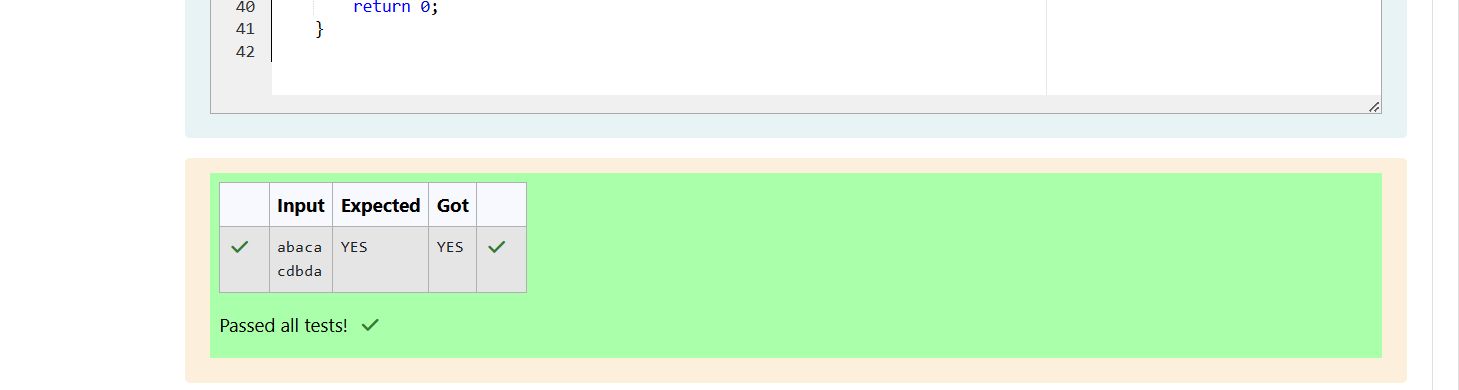 40 return 0;
41 }
42
Input Expected Got
abaca YES YES
cdbda
Passed all tests!